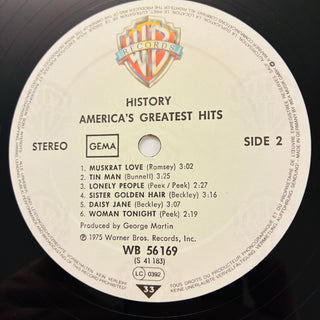 WB
RECORDS
HISTORY
AMERICA'S GREATEST HITS
STEREO
GEMA
SIDE 2
1. MUSKRAT LOVE (Ramsey) 3:02
2. TIN MAN (Bunnell) 3:25
3. LONELY PEOPLE (Peek / Peek) 2:27
4. SISTER GOLDEN HAIR (Beckley) 3:16
5. DAISY JANE (Beckley) 3:07
6. WOMAN TONIGHT (Peek) 2:19
Produced by George Martin
℗ 1975 Warner Bros. Records, Inc.
WB 56169
(S 41 183)
LC 0392
33